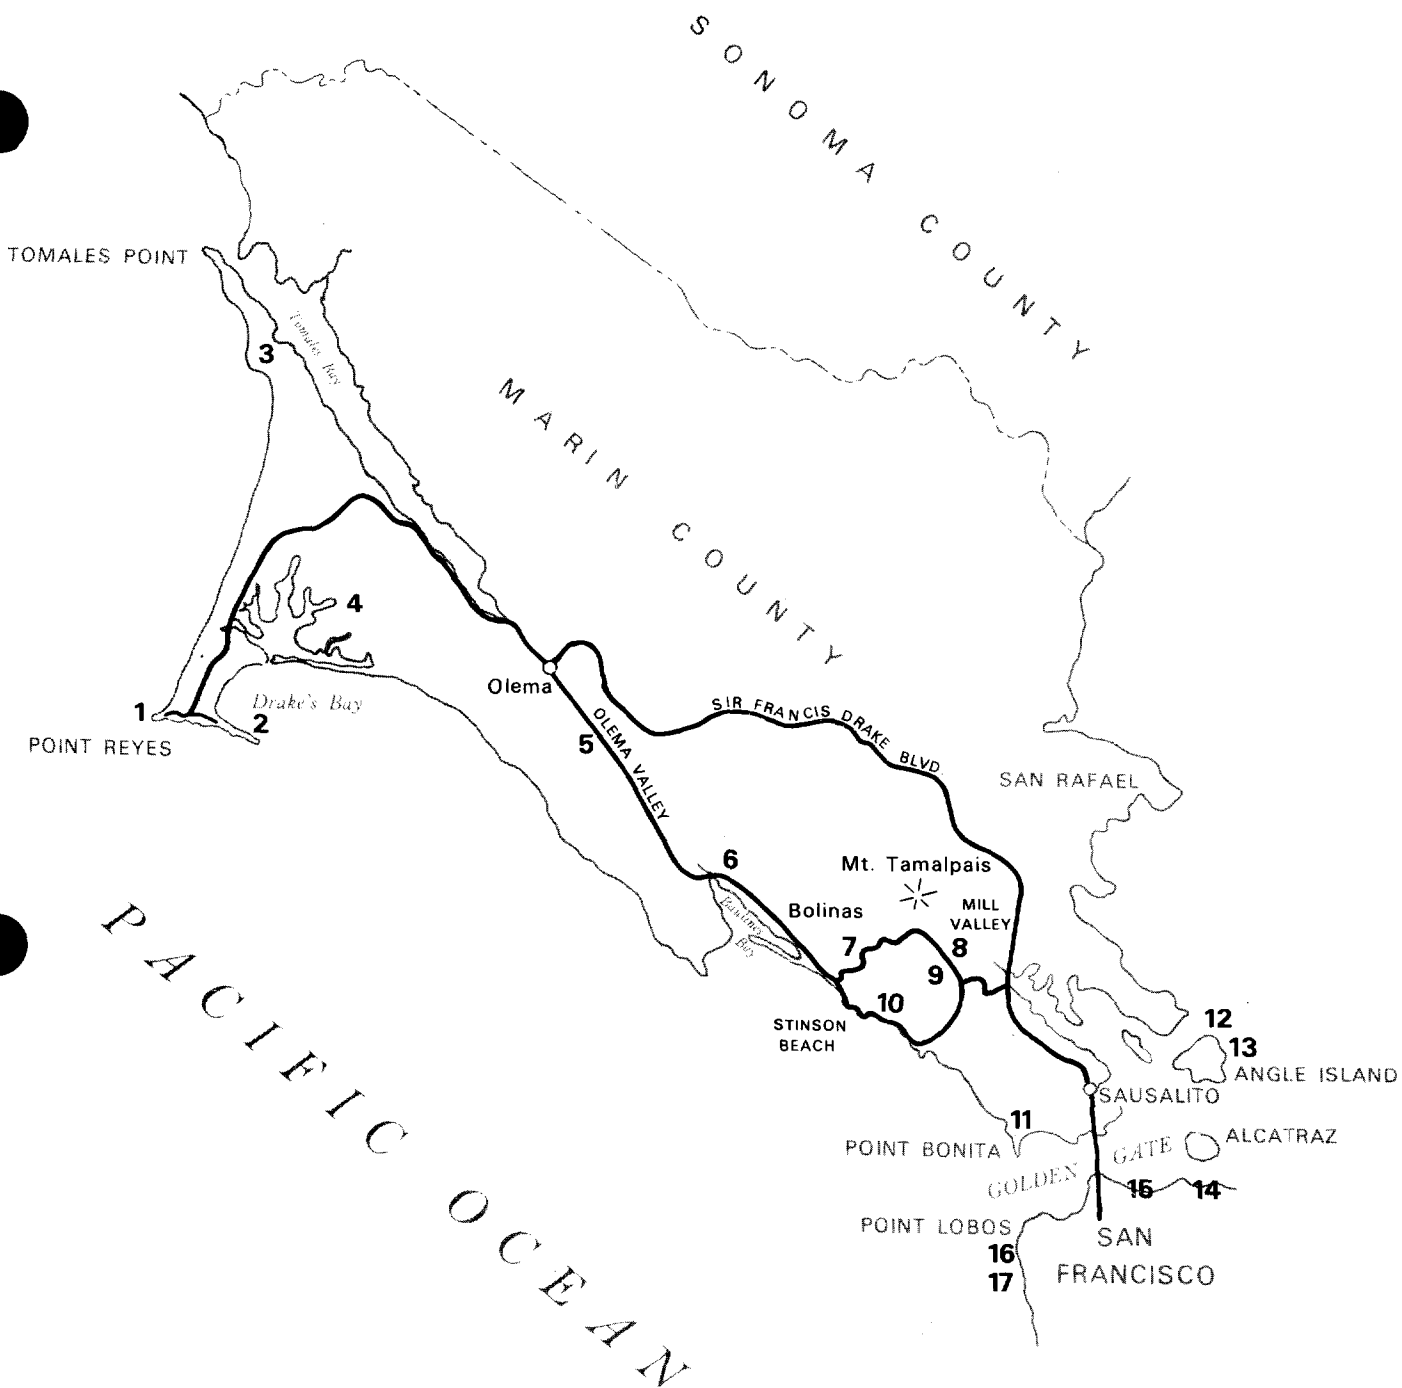 SONOMA COUNTY
TOMALES POINT
3
Tomales Bay
MARIN COUNTY
4
Olema
1
2
Drake's Bay
POINT REYES
5
OLEMA VALLEY
SIR FRANCIS DRAKE BLVD.
SAN RAFAEL
6
Mt. Tamalpais
Bolinas
MILL
VALLEY
7
8
9
10
Bay
STINSON
BEACH
PACIFIC OCEAN
12
13
ANGLE ISLAND
SAUSALITO
11
POINT BONITA
GOLDEN GATE
ALCATRAZ
15
14
POINT LOBOS
16
17
SAN
FRANCISCO